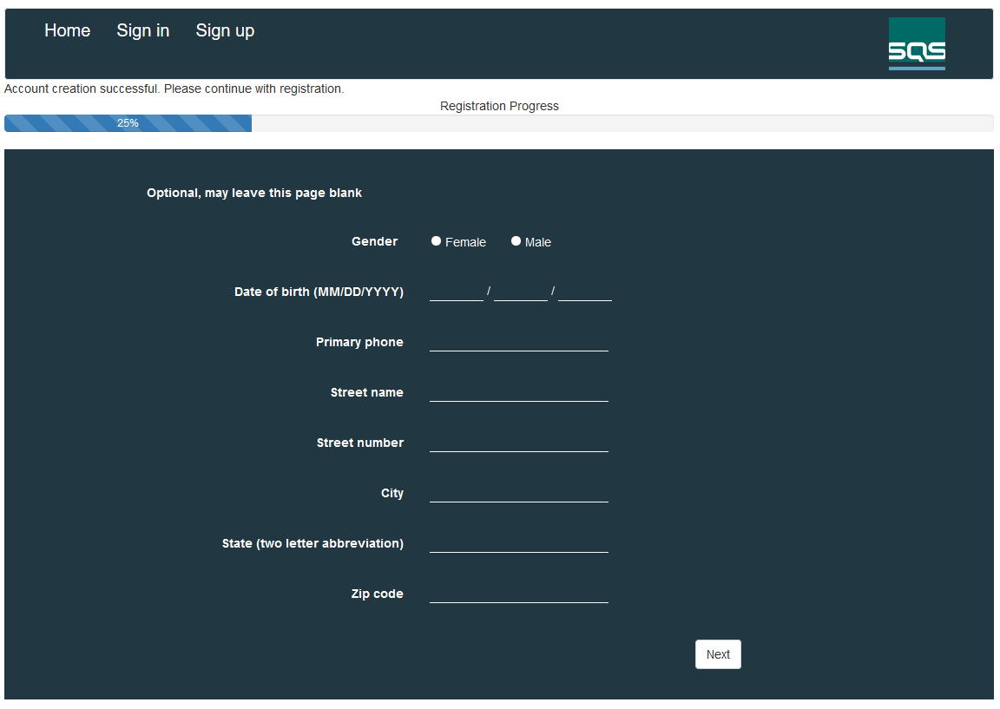 Home Sign in Sign up
SQS
Account creation successful. Please continue with registration.
Registration Progress
25%
Optional, may leave this page blank
Gender Female Male
Date of birth (MM/DD/YYYY) / /
Primary phone
Street name
Street number
City
State (two letter abbreviation)
Zip code
Next